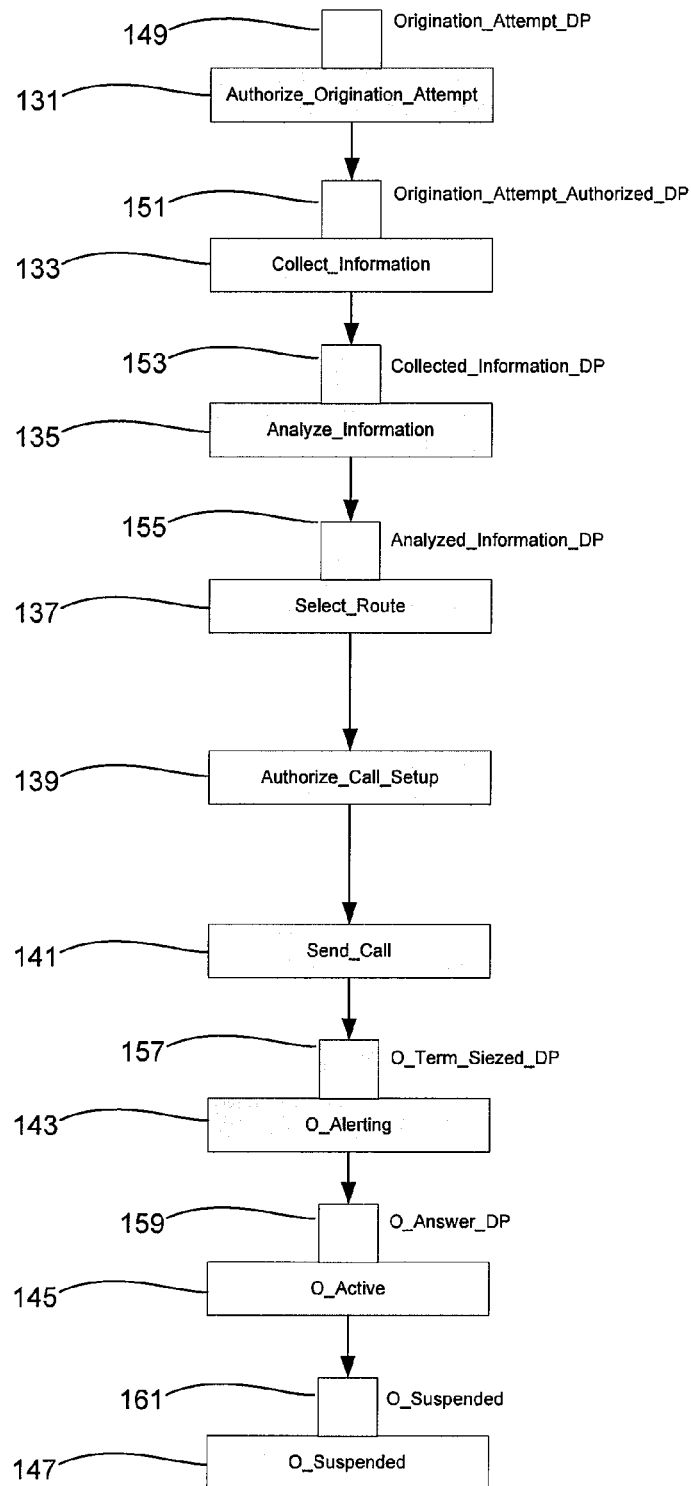 149
Origination_Attempt_DP
131
Authorize_Origination_Attempt
151
Origination_Attempt_Authorized_DP
133
Collect_Information
153
Collected_Information_DP
135
Analyze_Information
155
Analyzed_Information_DP
137
Select_Route
139
Authorize_Call_Setup
141
Send_Call
157
O_Term_Siezed_DP
143
O_Alerting
159
O_Answer_DP
145
O_Active
161
O_Suspended
147
O_Suspended